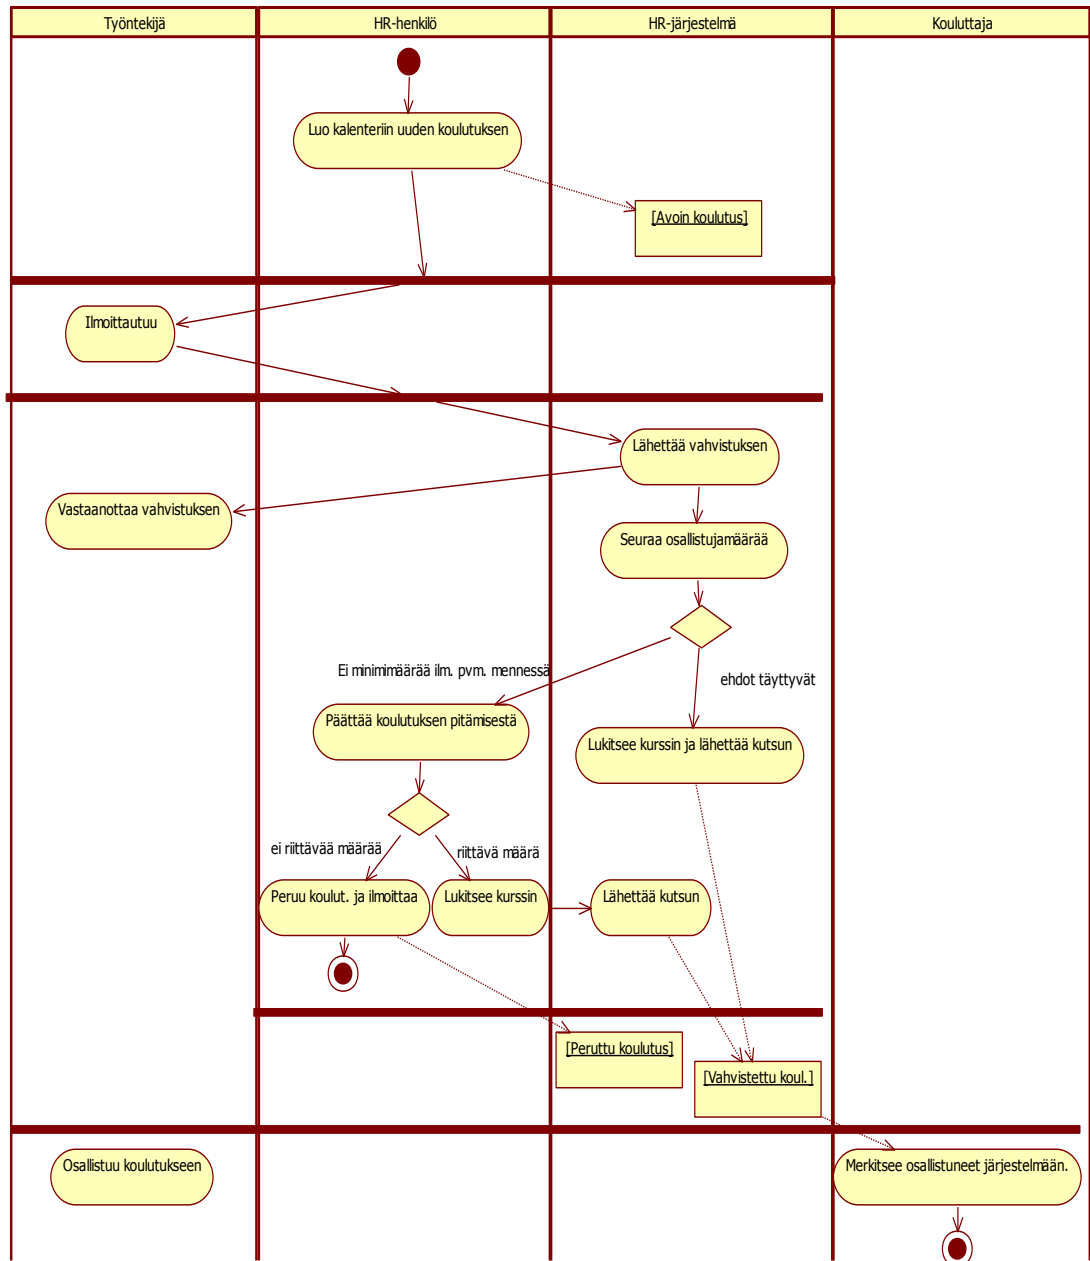 Työntekijä
HR-henkilö
HR-järjestelmä
Kouluttaja
Luo kalenteriin uuden koulutuksen
[Avoin koulutus]
Ilmoittautuu
Lähettää vahvistuksen
Vastaanottaa vahvistuksen
Seuraa osallistujamäärää
Ei minimimäärää ilm. pvm. mennessä
ehdot täyttyvät
Päättää koulutuksen pitämisestä
Lukitsee kurssin ja lähettää kutsun
ei riittävää määrää
riittävä määrä
Peruu koulut. ja ilmoittaa
Lukitsee kurssin
Lähettää kutsun
[Peruttu koulutus]
[Vahvistettu koul.]
Osallistuu koulutukseen
Merkitsee osallistuneet järjestelmään.